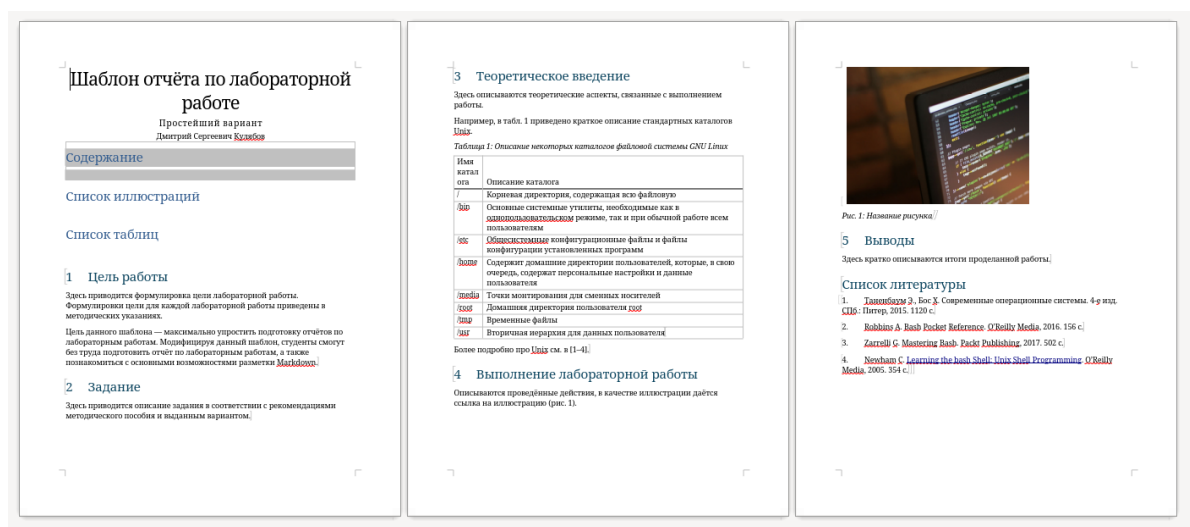 Шаблон отчёта по лабораторной
работе
Простейший вариант
Дмитрий Сергеевич Кулябов
Содержание
Список иллюстраций
Список таблиц
1 Цель работы
Здесь приводится формулировка цели лабораторной работы.
Формулировки цели для каждой лабораторной работы приведены в
методических указаниях.
Цель данного шаблона — максимально упростить подготовку отчётов по
лабораторным работам. Модифицируя данный шаблон, студенты смогут
без труда подготовить отчёт по лабораторным работам, а также
познакомиться с основными возможностями разметки Markdown.
2 Задание
Здесь приводится описание задания в соответствии с рекомендациями
методического пособия и выданным вариантом.
3 Теоретическое введение
Здесь описываются теоретические аспекты, связанные с выполнением
работы.
Например, в табл. 1 приведено краткое описание стандартных каталогов
Unix.
Таблица 1: Описание некоторых каталогов файловой системы GNU Linux
Имя
катал
ога Описание каталога
/ Корневая директория, содержащая всю файловую
/bin Основные системные утилиты, необходимые как в
однопользовательском режиме, так и при обычной работе всем
пользователям
/etc Общесистемные конфигурационные файлы и файлы
конфигурации установленных программ
/home Содержит домашние директории пользователей, которые, в свою
очередь, содержат персональные настройки и данные
пользователя
/media Точки монтирования для сменных носителей
/root Домашняя директория пользователя root
/tmp Временные файлы
/usr Вторичная иерархия для данных пользователя
Более подробно про Unix см. в [1–4].
4 Выполнение лабораторной работы
Описываются проведённые действия, в качестве иллюстрации даётся
ссылка на иллюстрацию (рис. 1).
Рис. 1: Название рисунка
5 Выводы
Здесь кратко описываются итоги проделанной работы.
Список литературы
1. Таненбаум Э., Бос Х. Современные операционные системы. 4-е изд.
СПб.: Питер, 2015. 1120 с.
2. Robbins A. Bash Pocket Reference. O'Reilly Media, 2016. 156 с.
3. Zarrelli G. Mastering Bash. Packt Publishing, 2017. 502 с.
4. Newham C. Learning the bash Shell: Unix Shell Programming. O'Reilly
Media, 2005. 354 с.